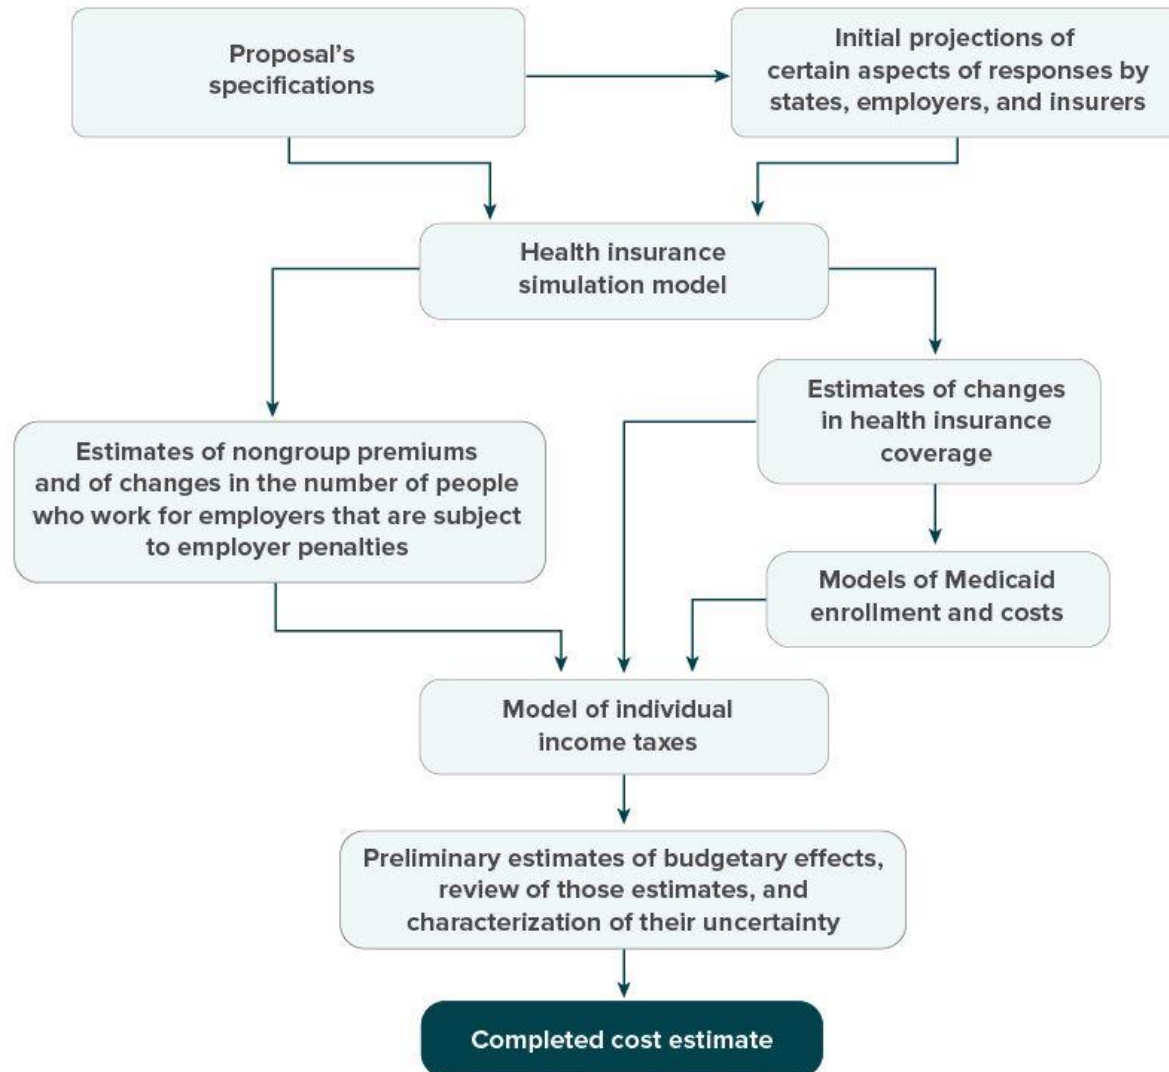 Proposal's
specifications
Initial projections of
certain aspects of responses by
states, employers, and insurers
Health insurance
simulation model
Estimates of changes
in health insurance
coverage
Estimates of nongroup premiums
and of changes in the number of people
who work for employers that are subject
to employer penalties
Models of Medicaid
enrollment and costs
Model of individual
income taxes
Preliminary estimates of budgetary effects,
review of those estimates, and
characterization of their uncertainty
Completed cost estimate